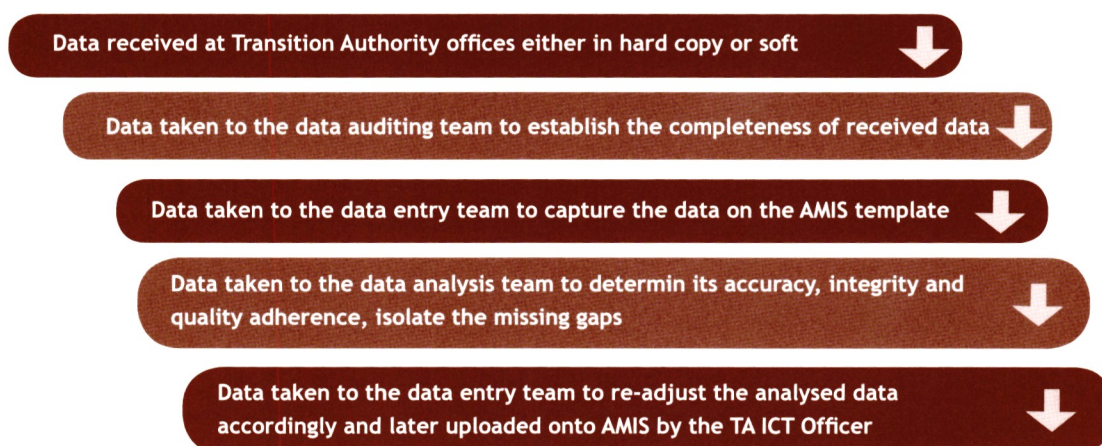 Data received at Transition Authority offices either in hard copy or soft
Data taken to the data auditing team to establish the completeness of received data
Data taken to the data entry team to capture the data on the AMIS template
Data taken to the data analysis team to determin its accuracy, integrity and
quality adherence, isolate the missing gaps
Data taken to the data entry team to re-adjust the analysed data
accordingly and later uploaded onto AMIS by the TA ICT Officer